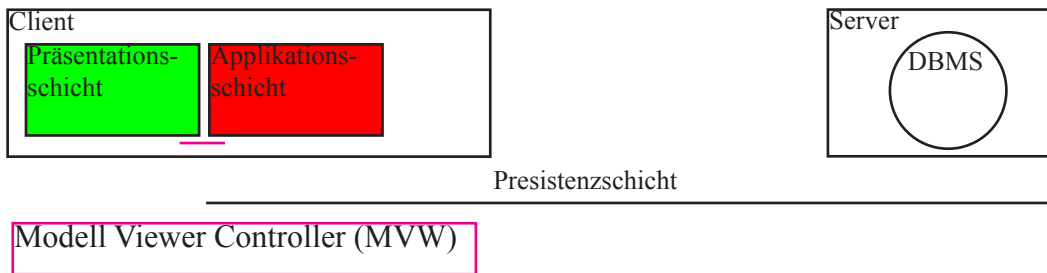 Client
Server
Präsentations-
schicht
Applikations-
schicht
DBMS
Presistenzschicht
Modell Viewer Controller (MVW)